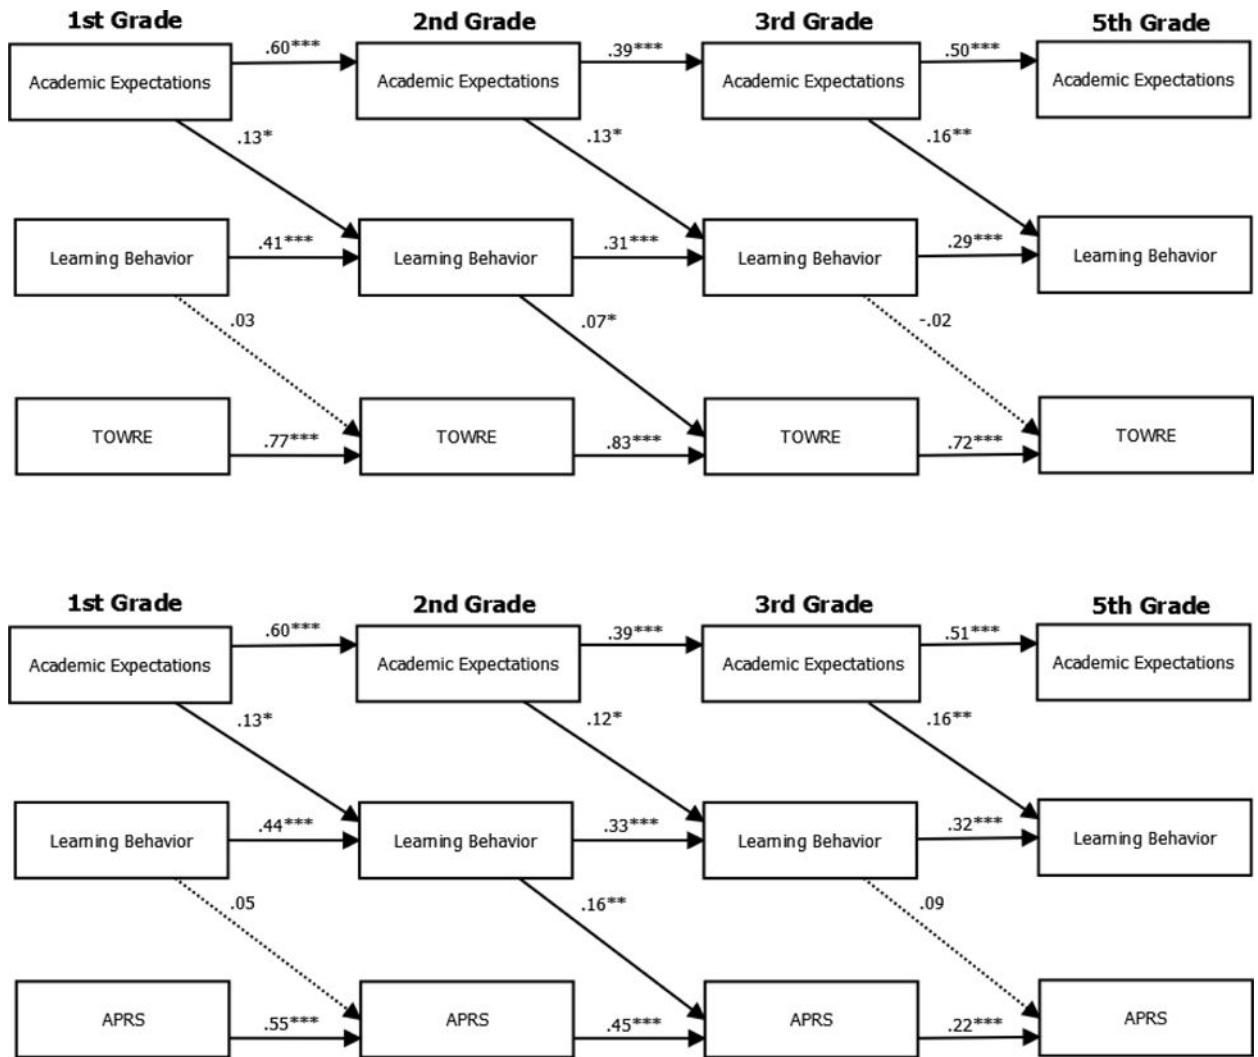 1st Grade 2nd Grade 3rd Grade 5th Grade
.60*** .39*** .50***
Academic Expectations Academic Expectations Academic Expectations Academic Expectations
.13* .13* .16**
.41*** .31*** .29***
Learning Behavior Learning Behavior Learning Behavior Learning Behavior
.03 .07* -.02
TOWRE TOWRE TOWRE TOWRE
.77*** .83*** .72***
1st Grade 2nd Grade 3rd Grade 5th Grade
.60*** .39*** .51***
Academic Expectations Academic Expectations Academic Expectations Academic Expectations
.13* .12* .16**
.44*** .33*** .32***
Learning Behavior Learning Behavior Learning Behavior Learning Behavior
.05 .16** .09
APRS APRS APRS APRS
.55*** .45*** .22***